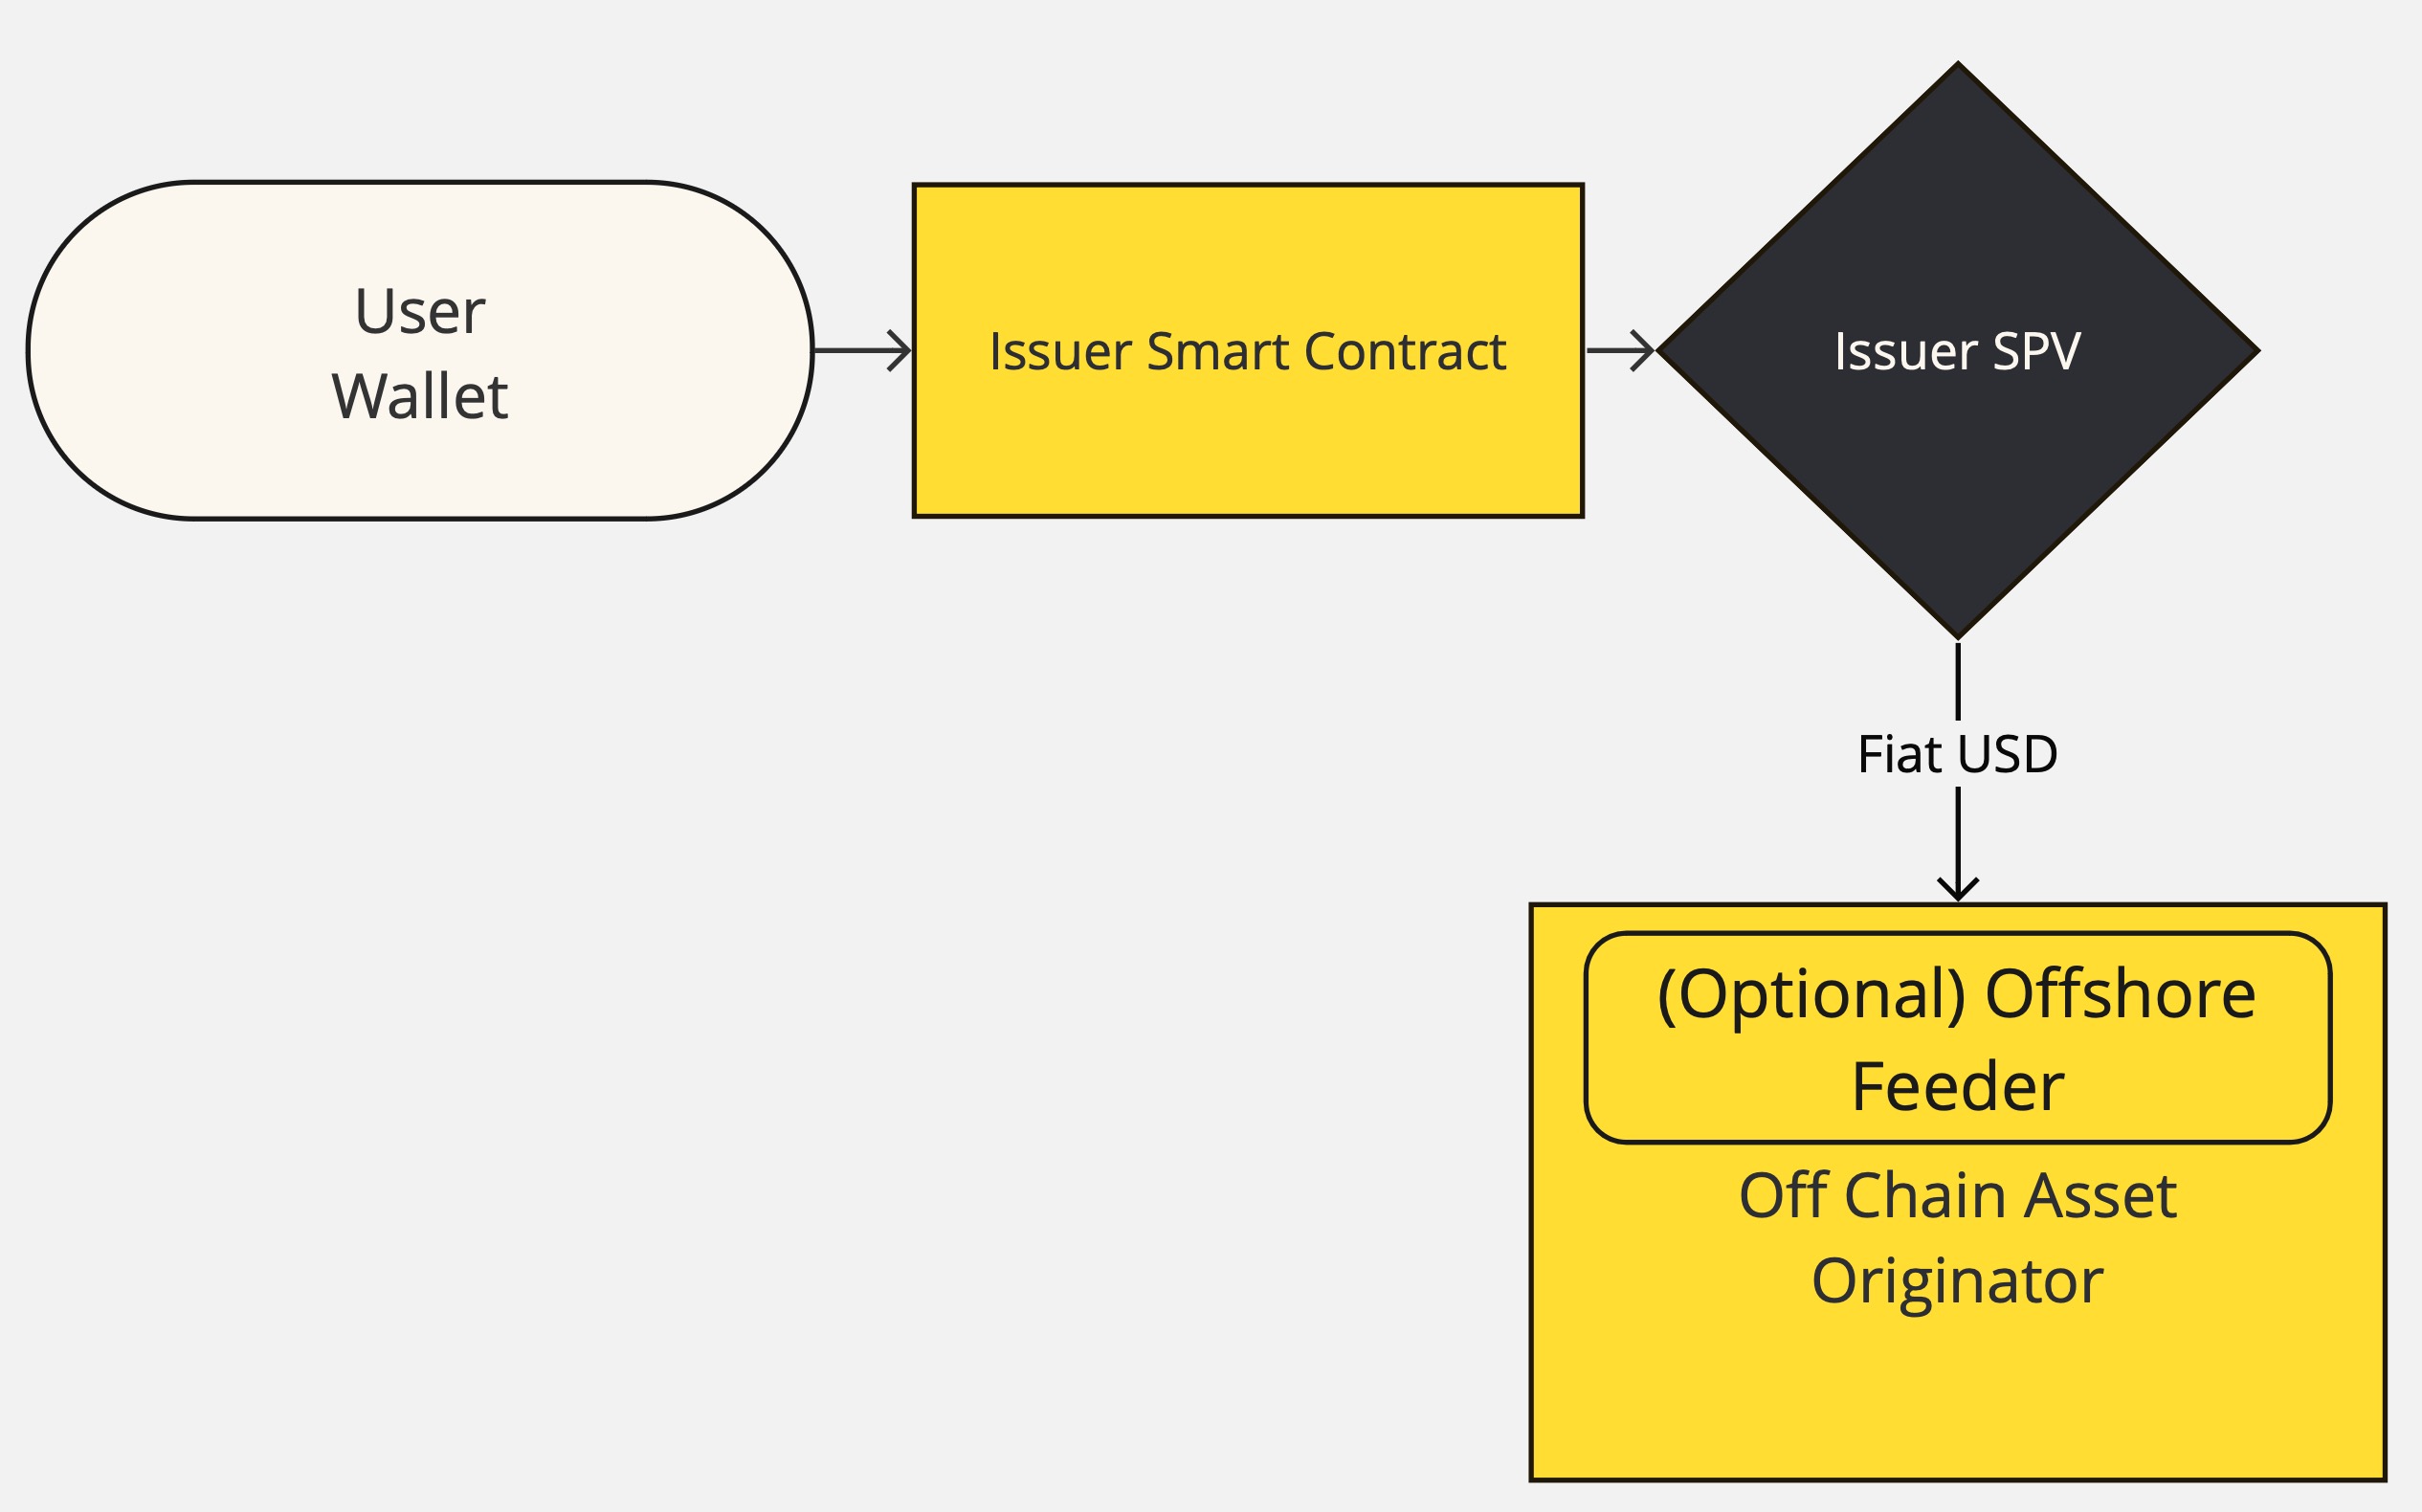 User
Wallet
Issuer Smart Contract
Issuer SPV
Fiat USD
(Optional) Offshore
Feeder
Off Chain Asset
Originator